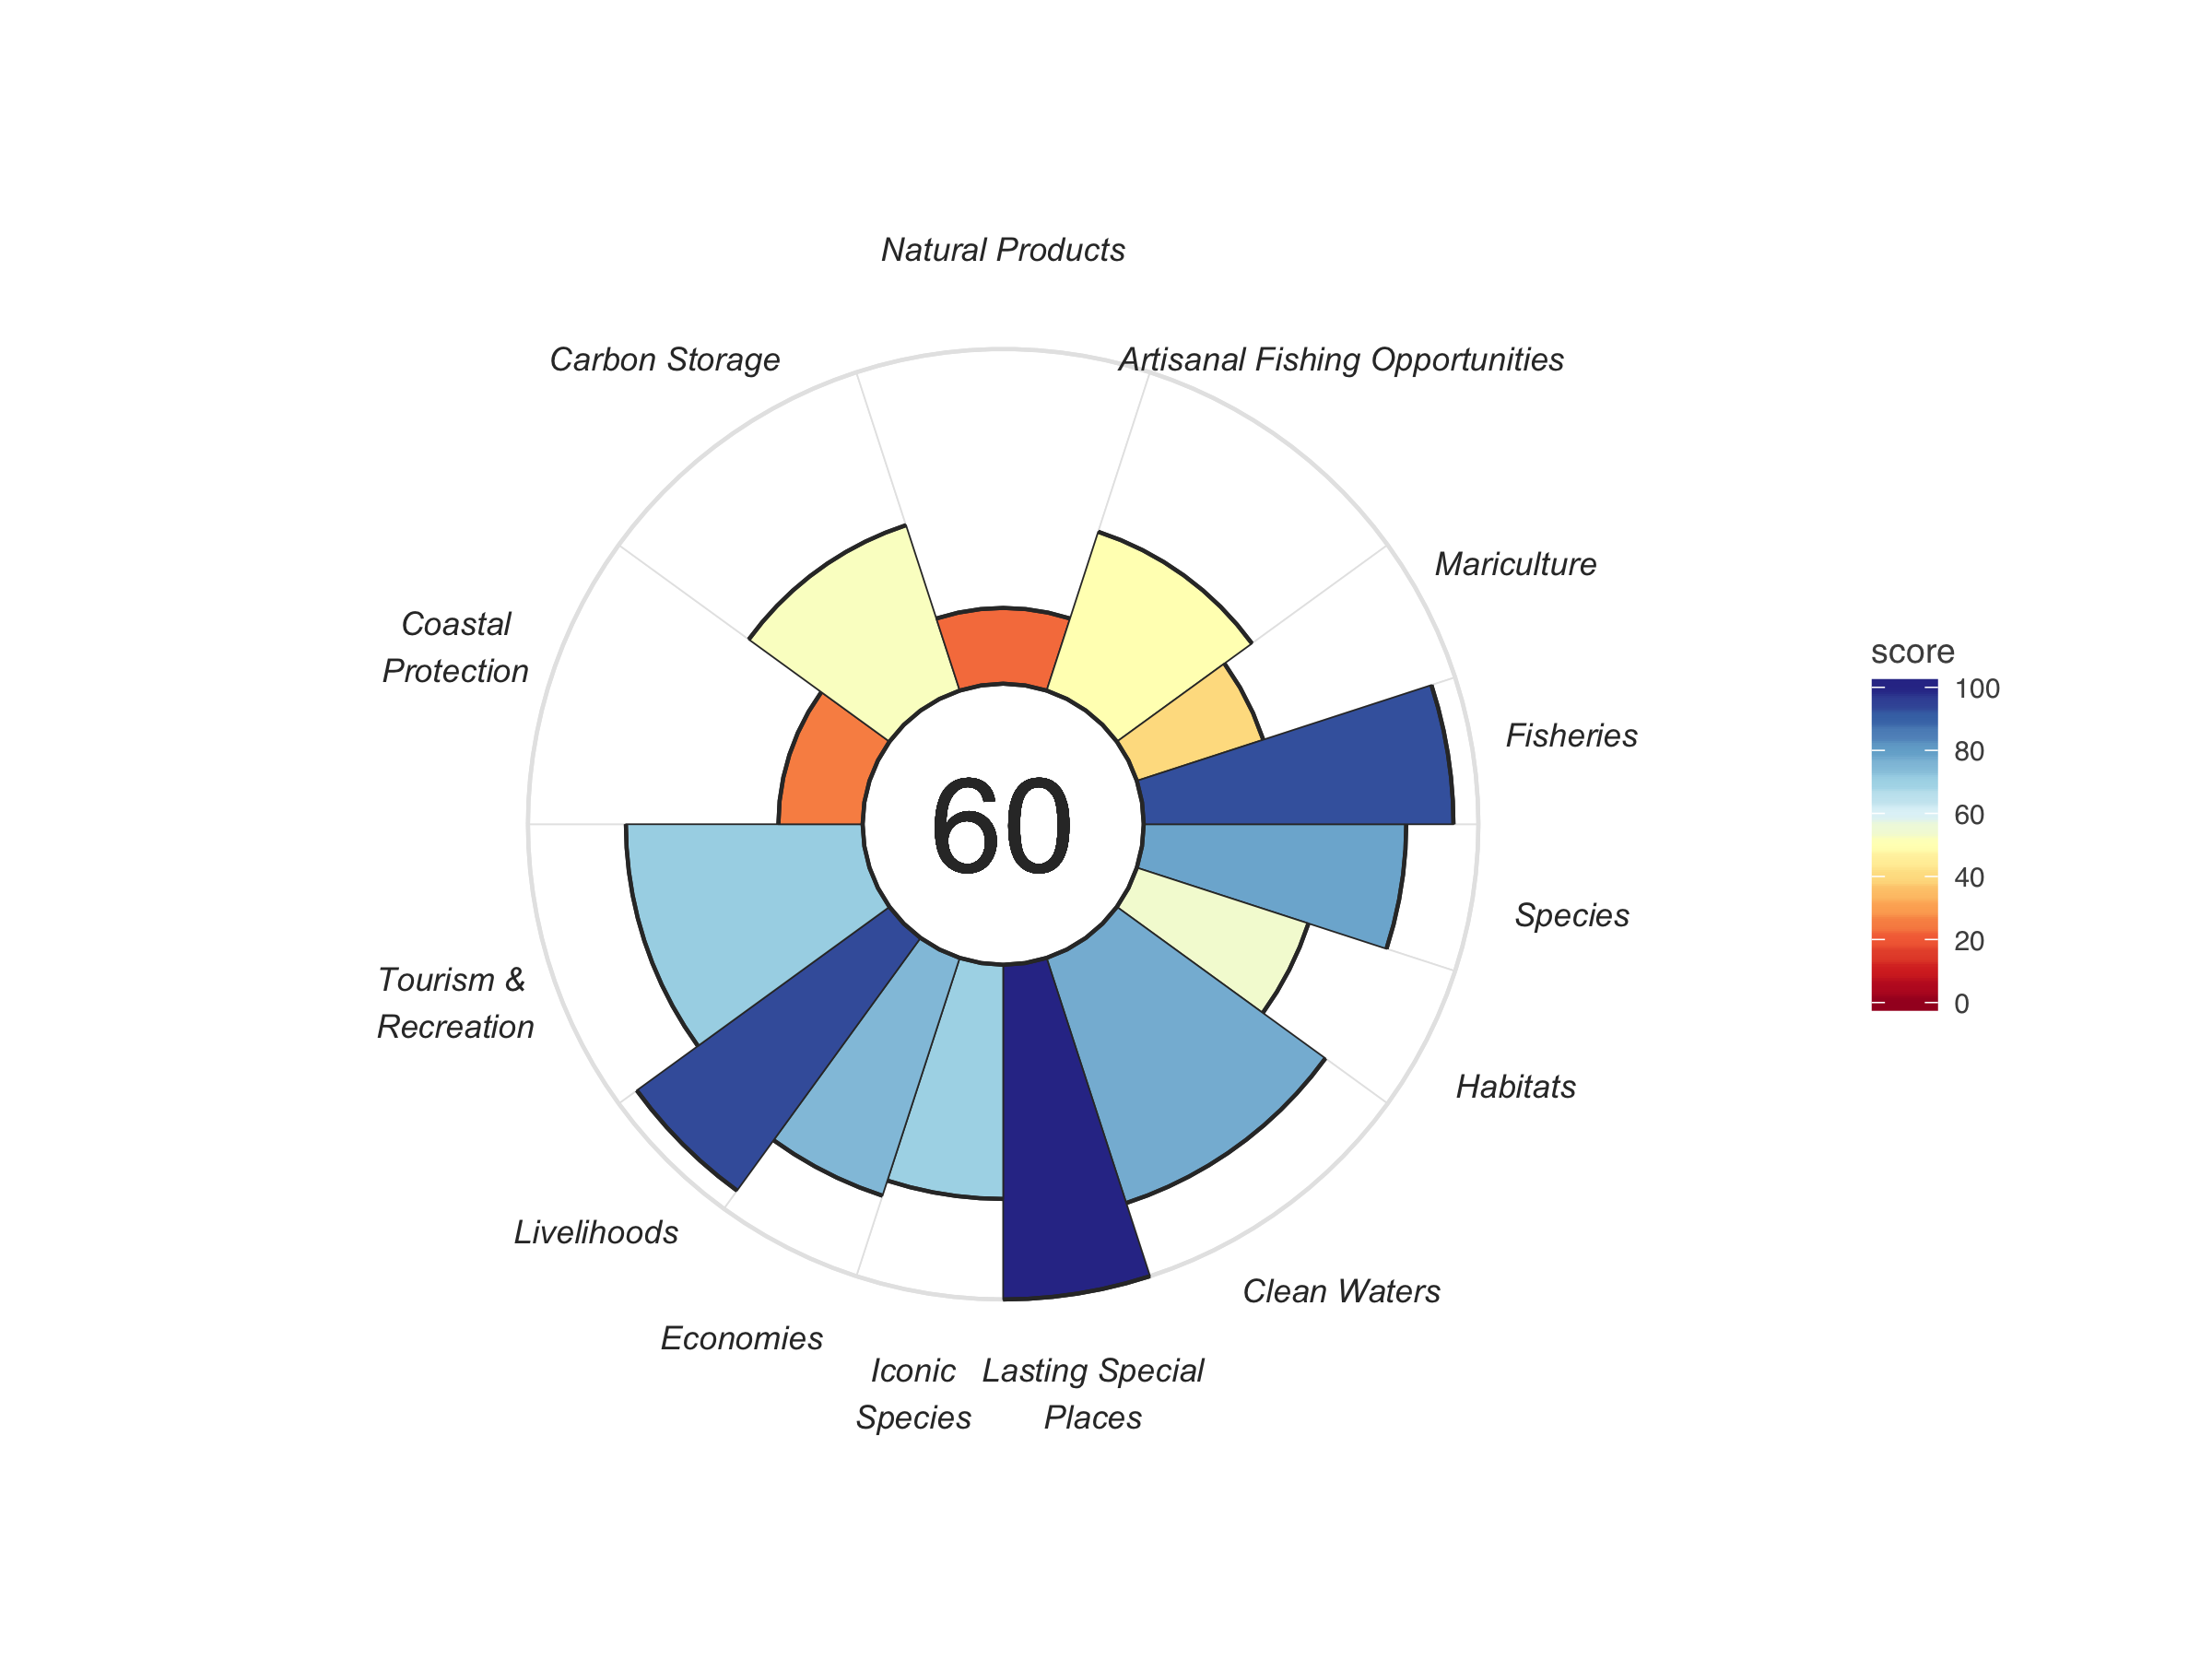 Natural Products
Carbon Storage
Artisanal Fishing Opportunities
Mariculture
Coastal
Protection
Fisheries
score
100
80
60
40
20
0
60
Species
Tourism &
Recreation
Habitats
Livelihoods
Clean Waters
Economies
Iconic
Species
Lasting Special
Places